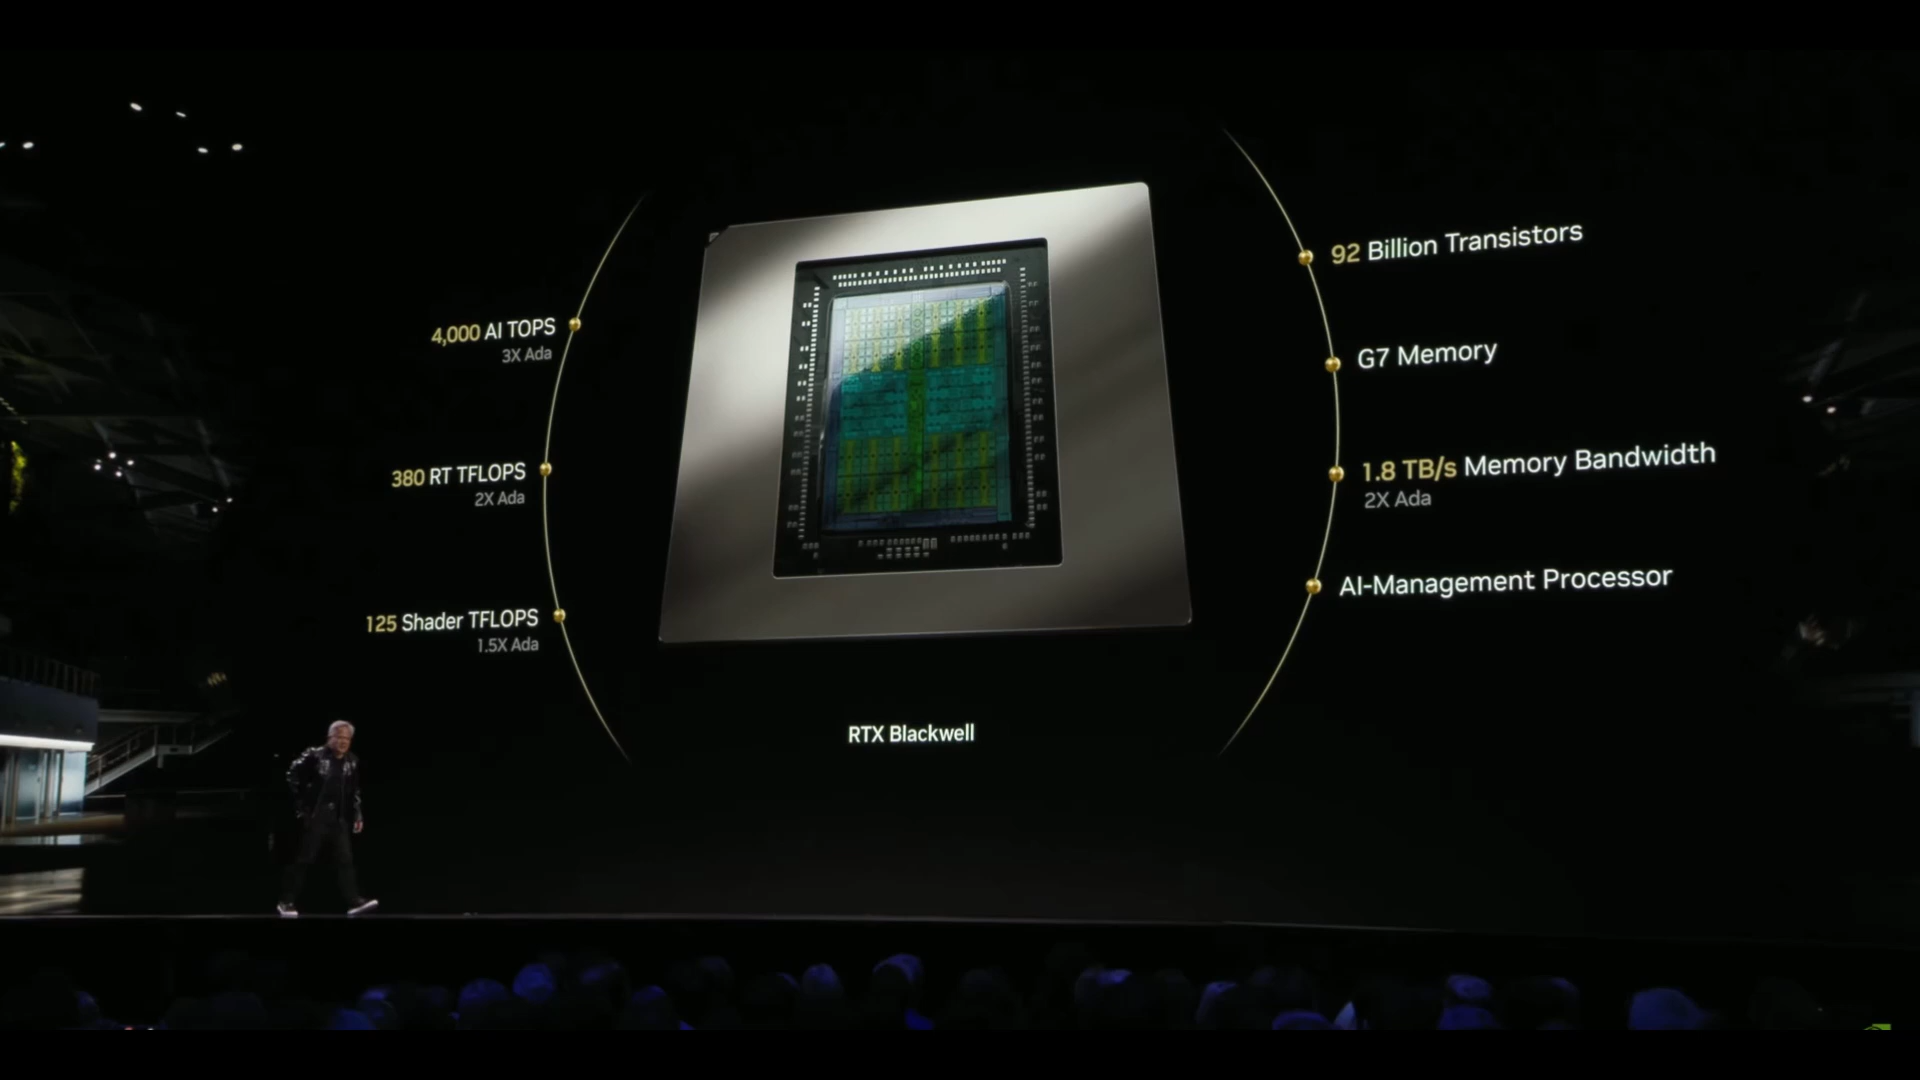 4,000 AI TOPS
3X Ada
380 RT TFLOPS
2X Ada
125 Shader TFLOPS
1.5X Ada
92 Billion Transistors
G7 Memory
1.8 TB/s Memory Bandwidth
2X Ada
AI-Management Processor
RTX Blackwell